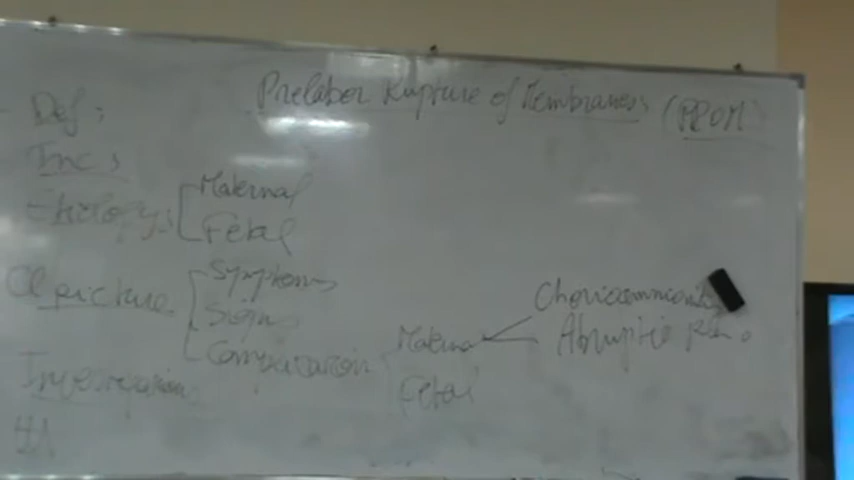 Prelabor Rupture of Membranes (PROM)
Def:
Inc:
Etiology: Maternal
Fetal
Cl picture Symptoms
Signs
Complication Maternal Chorioamnionitis
Abruptio
Fetal
Investigation